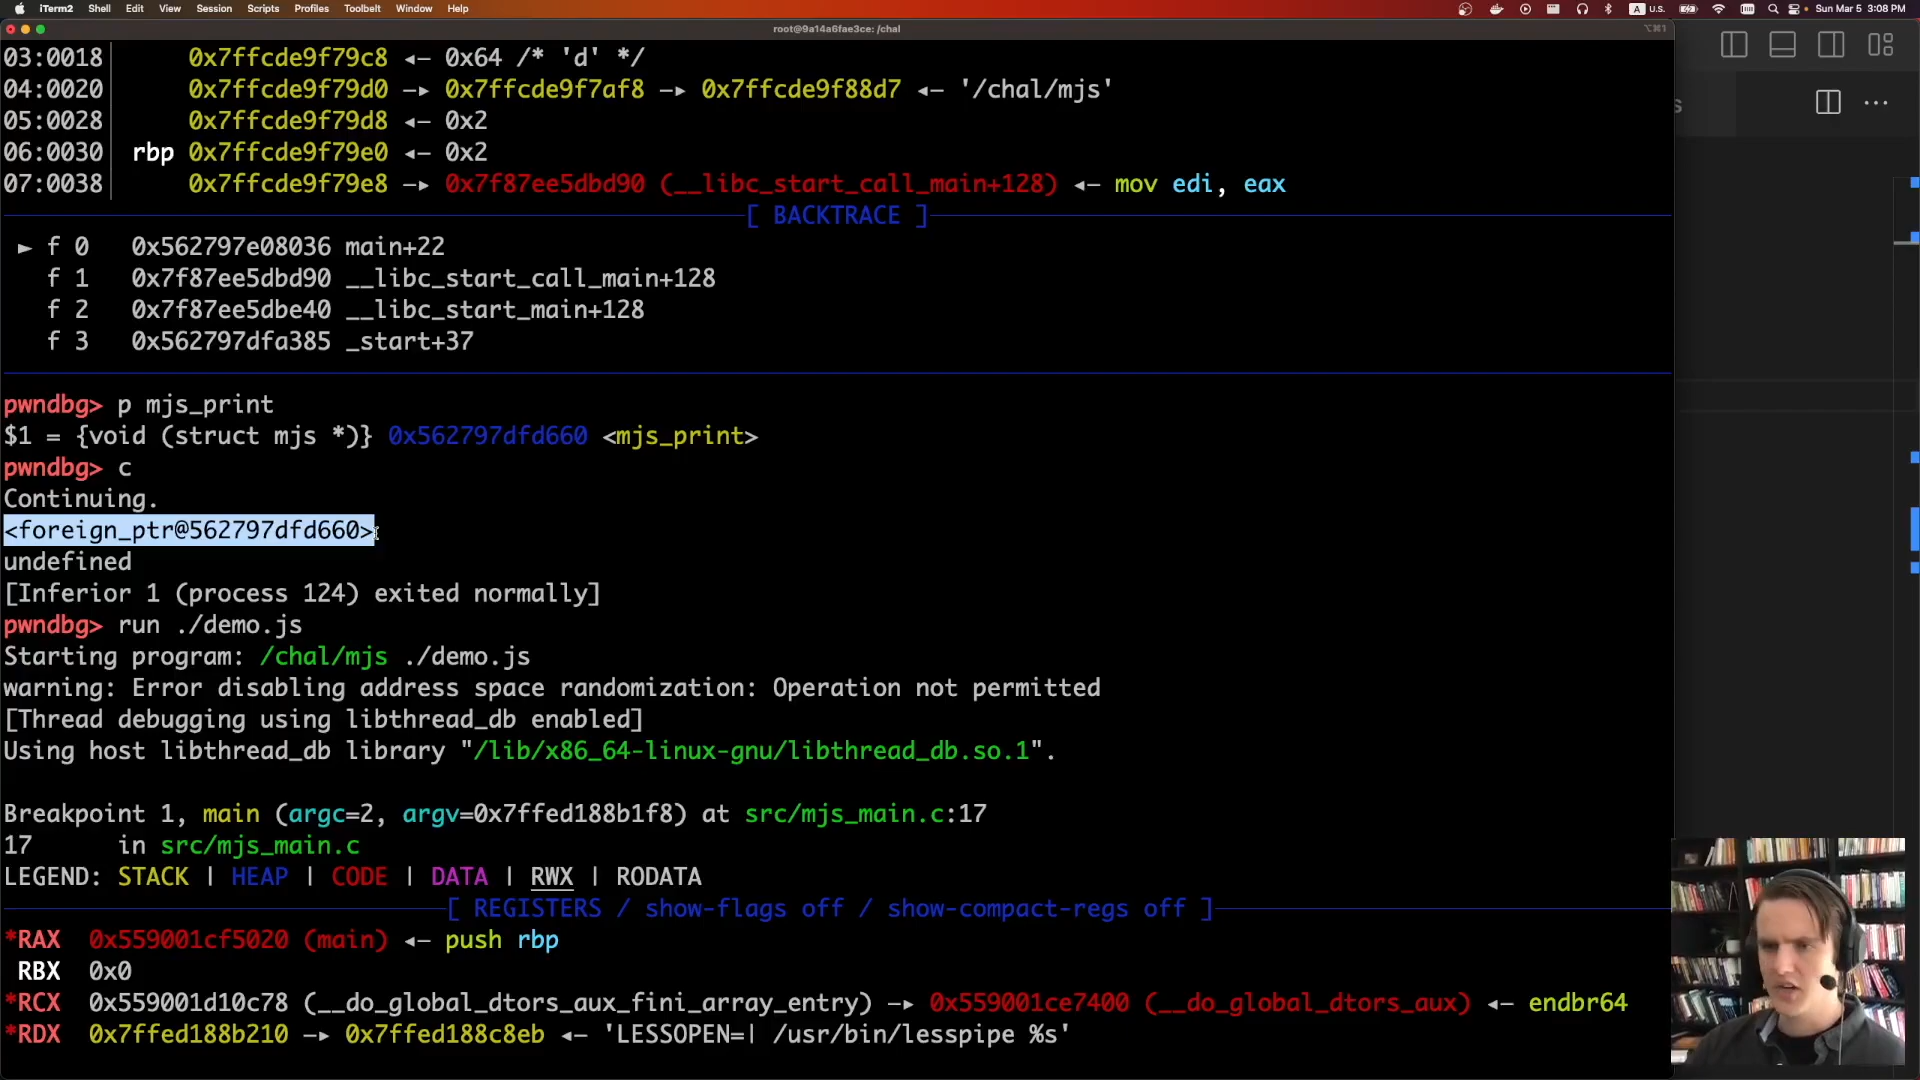 iTerm2 Shell Edit View Session Scripts Profiles Toolbelt Window Help A U.S. Sun Mar 5 3:08 PM
root@9a14a6fae3ce: /chal ⌥⌘1
03:0018│ 0x7ffcde9f79c8 ◂— 0x64 /* 'd' */
04:0020│ 0x7ffcde9f79d0 —▸ 0x7ffcde9f7af8 —▸ 0x7ffcde9f88d7 ◂— '/chal/mjs'
05:0028│ 0x7ffcde9f79d8 ◂— 0x2
06:0030│ rbp 0x7ffcde9f79e0 ◂— 0x2
07:0038│ 0x7ffcde9f79e8 —▸ 0x7f87ee5dbd90 (__libc_start_call_main+128) ◂— mov edi, eax
[ BACKTRACE ]
► f 0 0x562797e08036 main+22
f 1 0x7f87ee5dbd90 __libc_start_call_main+128
f 2 0x7f87ee5dbe40 __libc_start_main+128
f 3 0x562797dfa385 _start+37
pwndbg> p mjs_print
$1 = {void (struct mjs *)} 0x562797dfd660 <mjs_print>
pwndbg> c
Continuing.
<foreign_ptr@562797dfd660>
undefined
[Inferior 1 (process 124) exited normally]
pwndbg> run ./demo.js
Starting program: /chal/mjs ./demo.js
warning: Error disabling address space randomization: Operation not permitted
[Thread debugging using libthread_db enabled]
Using host libthread_db library "/lib/x86_64-linux-gnu/libthread_db.so.1".
Breakpoint 1, main (argc=2, argv=0x7ffed188b1f8) at src/mjs_main.c:17
17 in src/mjs_main.c
LEGEND: STACK | HEAP | CODE | DATA | RWX | RODATA
[ REGISTERS / show-flags off / show-compact-regs off ]
*RAX 0x559001cf5020 (main) ◂— push rbp
RBX 0x0
*RCX 0x559001d10c78 (__do_global_dtors_aux_fini_array_entry) —▸ 0x559001ce7400 (__do_global_dtors_aux) ◂— endbr64
*RDX 0x7ffed188b210 —▸ 0x7ffed188c8eb ◂— 'LESSOPEN=| /usr/bin/lesspipe %s'